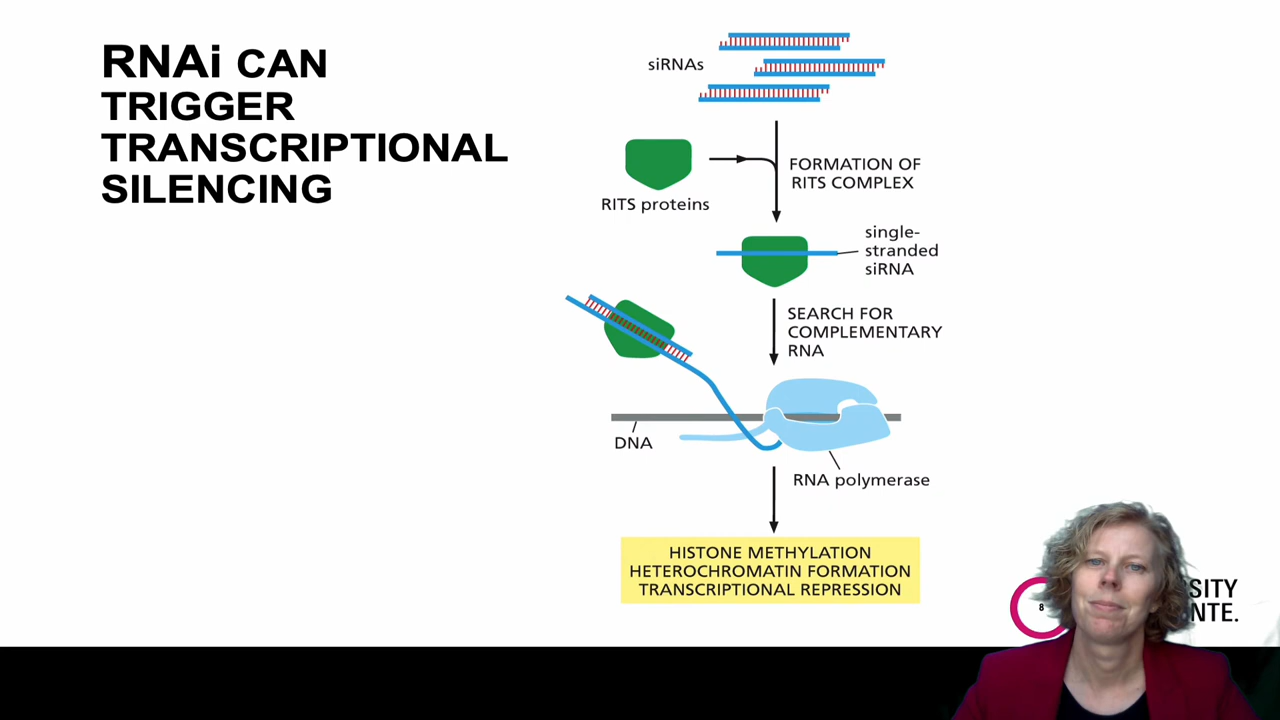 RNAi CAN
TRIGGER
TRANSCRIPTIONAL
SILENCING
siRNAs
RITS proteins
FORMATION OF
RITS COMPLEX
single-
stranded
siRNA
SEARCH FOR
COMPLEMENTARY
RNA
DNA
RNA polymerase
HISTONE METHYLATION
HETEROCHROMATIN FORMATION
TRANSCRIPTIONAL REPRESSION
8
SITY
NTE.